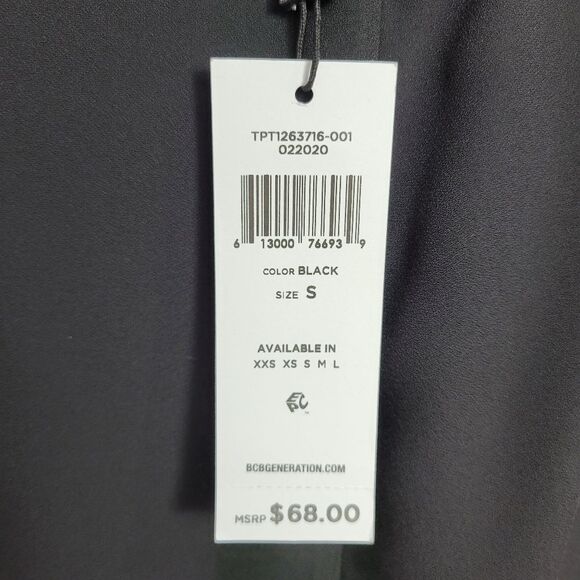 TPT1263716-001
022020
6 13000 76693 9
COLOR BLACK
SIZE S
AVAILABLE IN
XXS XS S M L
EPC™
BCBGENERATION.COM
MSRP $68.00